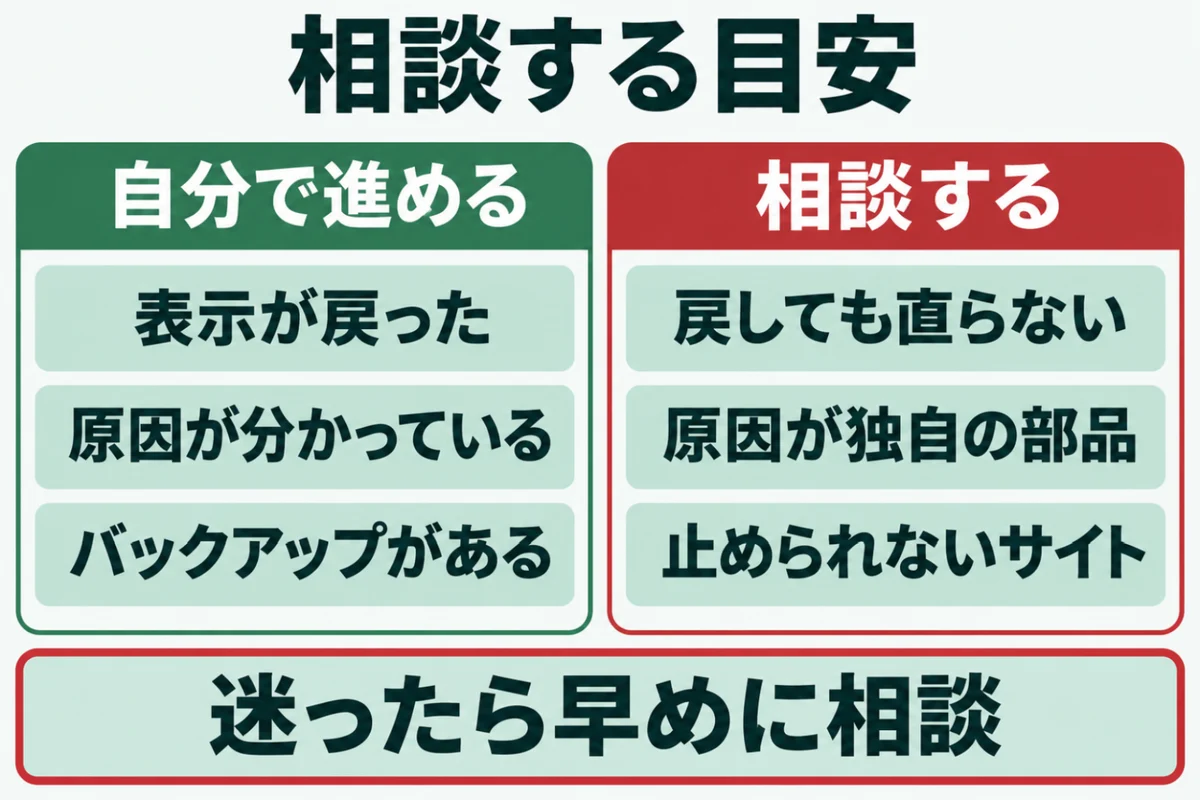 相談する目安
自分で進める
表示が戻った
原因が分かっている
バックアップがある
相談する
戻しても直らない
原因が独自の部品
止められないサイト
迷ったら早めに相談